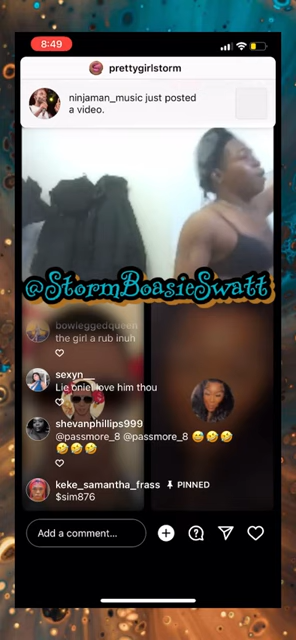 8:49
prettygirlstorm
ninjaman_music just posted
a video.
@StormBoasieSwatt
bowleggedqueen
the girl a rub inuh
sexyn__
Lie oniel love him thou
shevanphillips999
@passmore_8 @passmore_8 😅🤣🤣
🤣🤣🤣
keke_samantha_frass PINNED
$sim876
Add a comment...